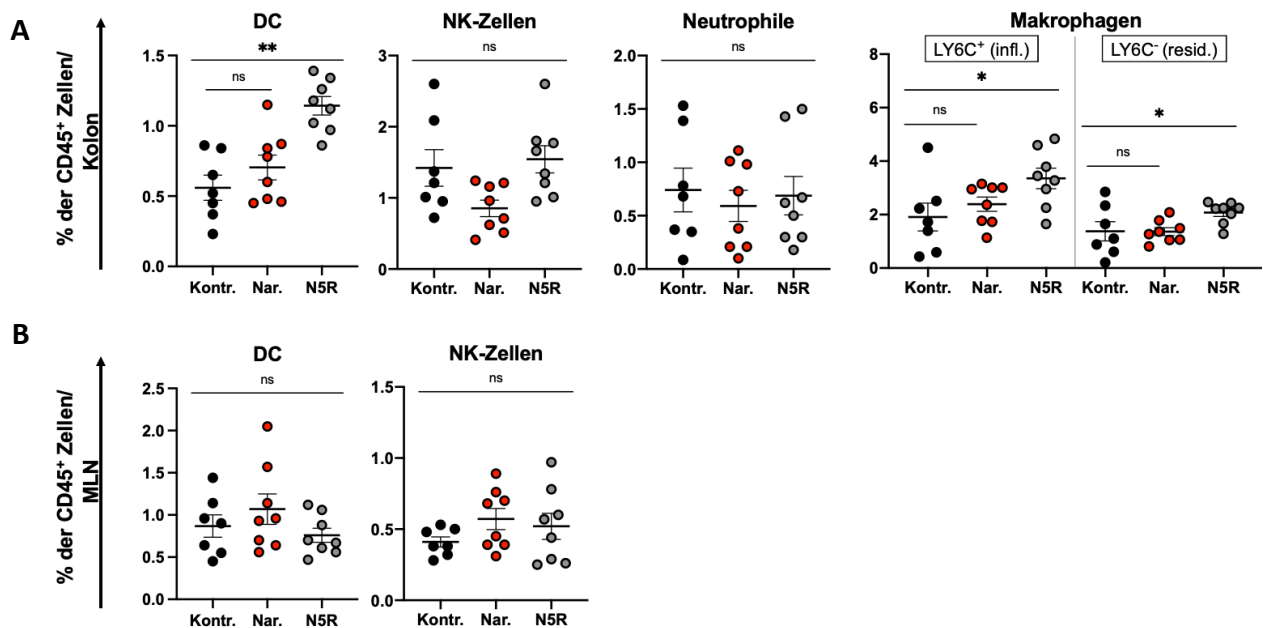 A
% der CD45⁺ Zellen/
Kolon
DC
**
ns
1.5
1.0
0.5
0.0
Kontr. Nar. N5R
NK-Zellen
ns
3
2
1
0
Kontr. Nar. N5R
Neutrophile
ns
2.0
1.5
1.0
0.5
0.0
Kontr. Nar. N5R
Makrophagen
LY6C⁺ (infl.) LY6C⁻ (resid.)
*
ns
*
ns
8
6
4
2
0
Kontr. Nar. N5R Kontr. Nar. N5R
B
% der CD45⁺ Zellen/
MLN
DC
ns
2.5
2.0
1.5
1.0
0.5
0.0
Kontr. Nar. N5R
NK-Zellen
ns
1.5
1.0
0.5
0.0
Kontr. Nar. N5R